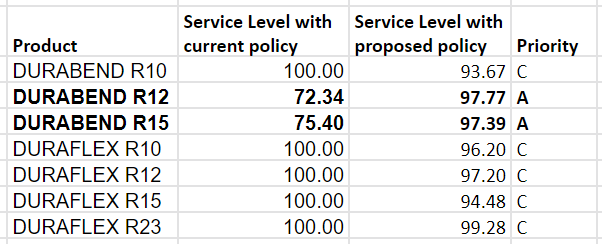 Product Service Level with current policy Service Level with proposed policy Priority
DURABEND R10 100.00 93.67 C
DURABEND R12 72.34 97.77 A
DURABEND R15 75.40 97.39 A
DURAFLEX R10 100.00 96.20 C
DURAFLEX R12 100.00 97.20 C
DURAFLEX R15 100.00 94.48 C
DURAFLEX R23 100.00 99.28 C